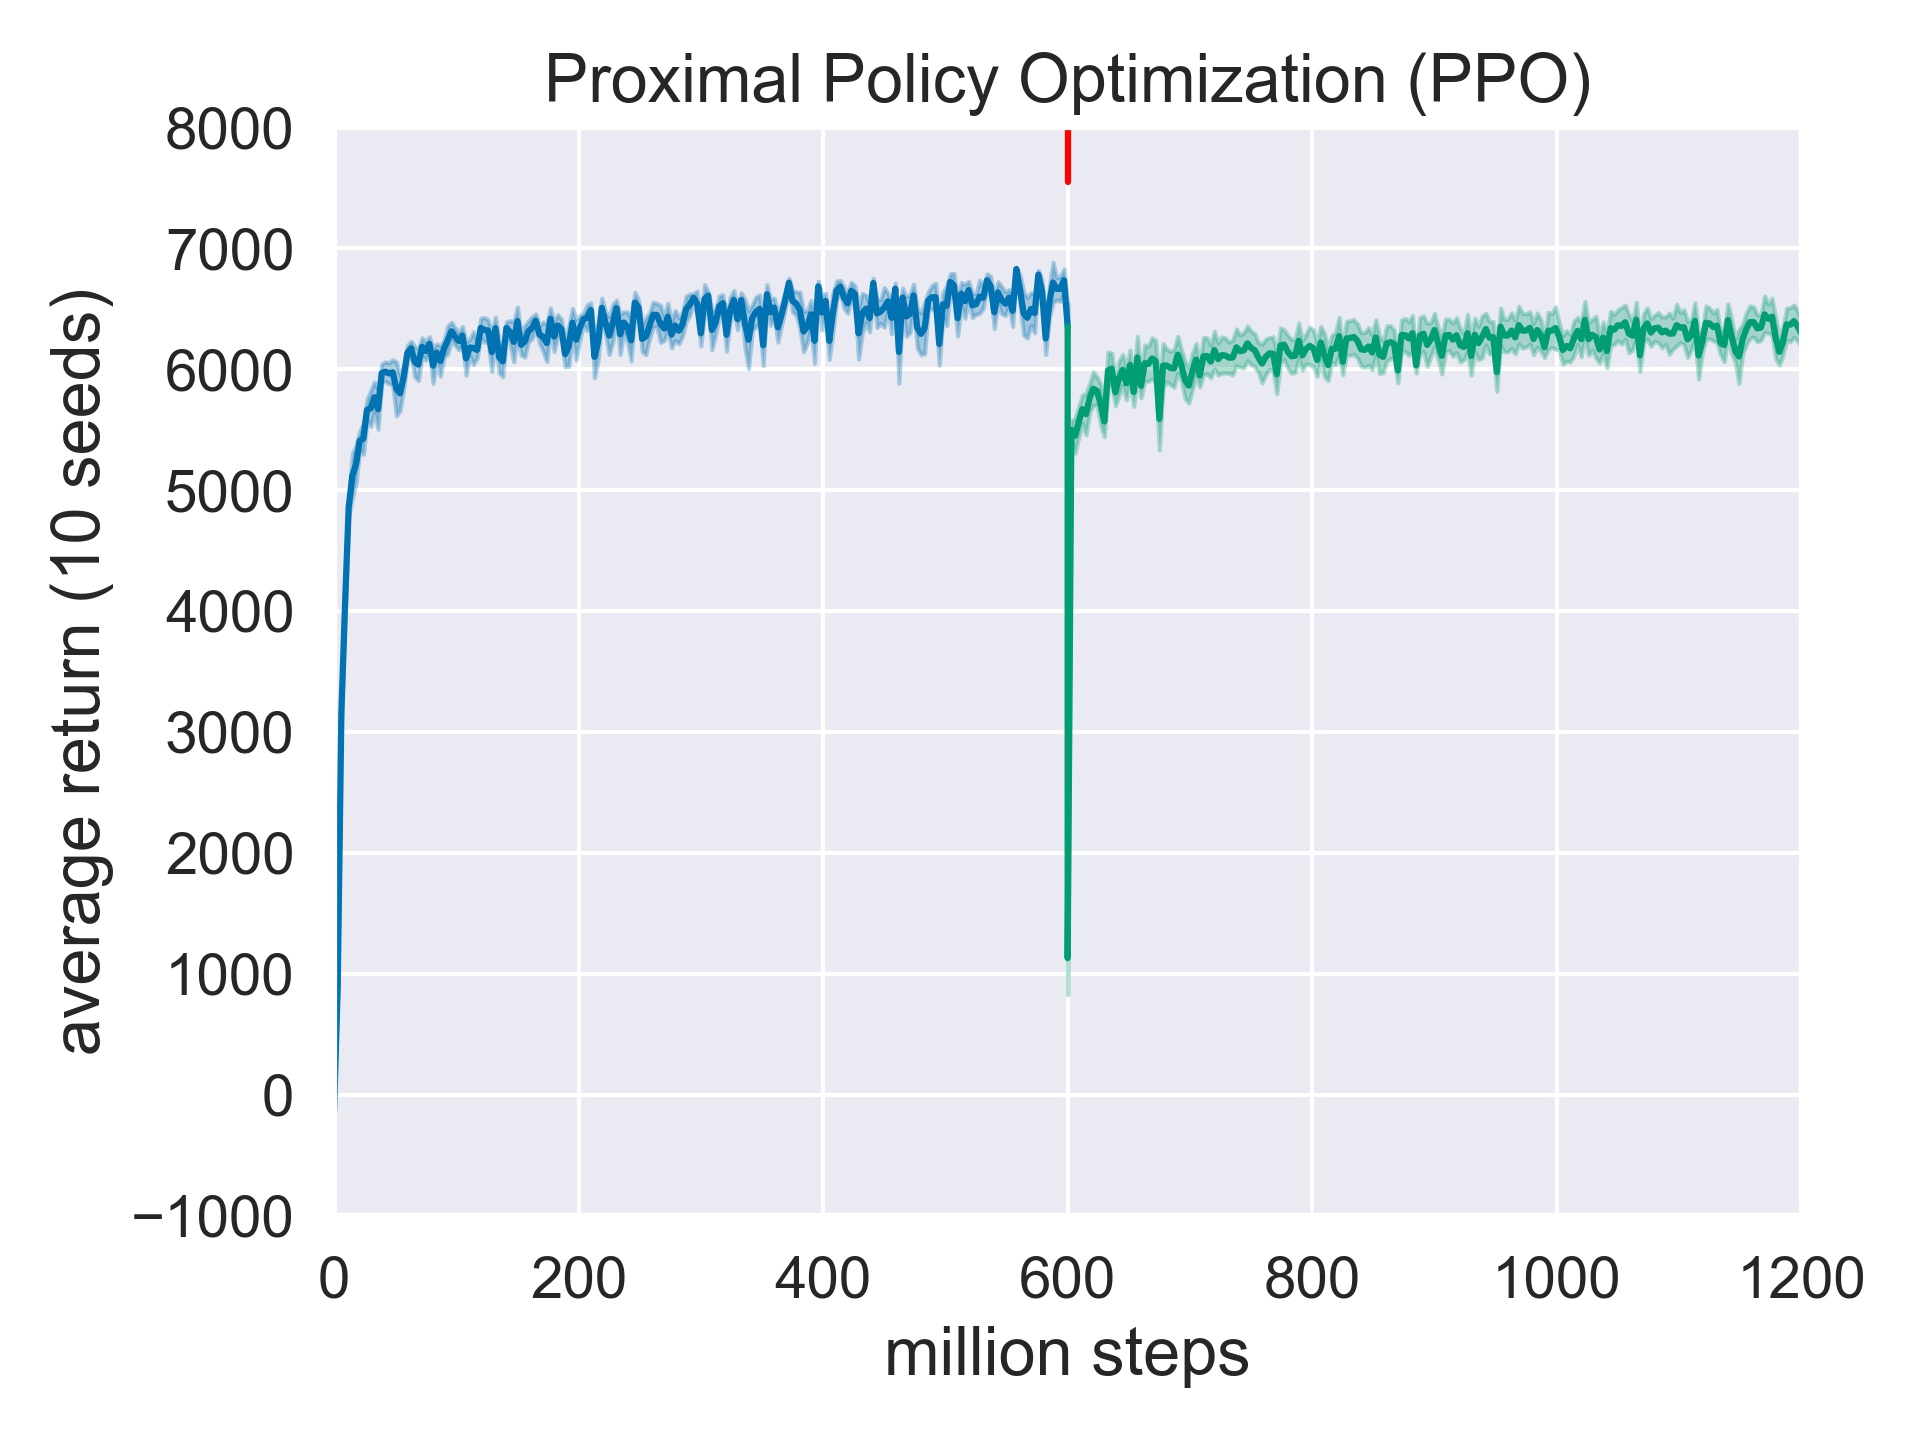 Proximal Policy Optimization (PPO)
average return (10 seeds)
8000
7000
6000
5000
4000
3000
2000
1000
0
−1000
0 200 400 600 800 1000 1200
million steps